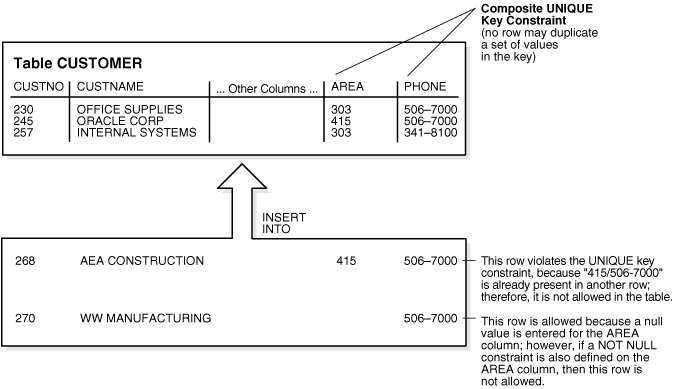 Composite UNIQUE
Key Constraint
(no row may duplicate
a set of values
in the key)
Table CUSTOMER
CUSTNO CUSTNAME ... Other Columns ... AREA PHONE
230 OFFICE SUPPLIES 303 506–7000
245 ORACLE CORP 415 506–7000
257 INTERNAL SYSTEMS 303 341–8100
INSERT
INTO
268 AEA CONSTRUCTION 415 506–7000
This row violates the UNIQUE key
constraint, because "415/506-7000"
is already present in another row;
therefore, it is not allowed in the table.
270 WW MANUFACTURING 506–7000
This row is allowed because a null
value is entered for the AREA
column; however, if a NOT NULL
constraint is also defined on the
AREA column, then this row is
not allowed.